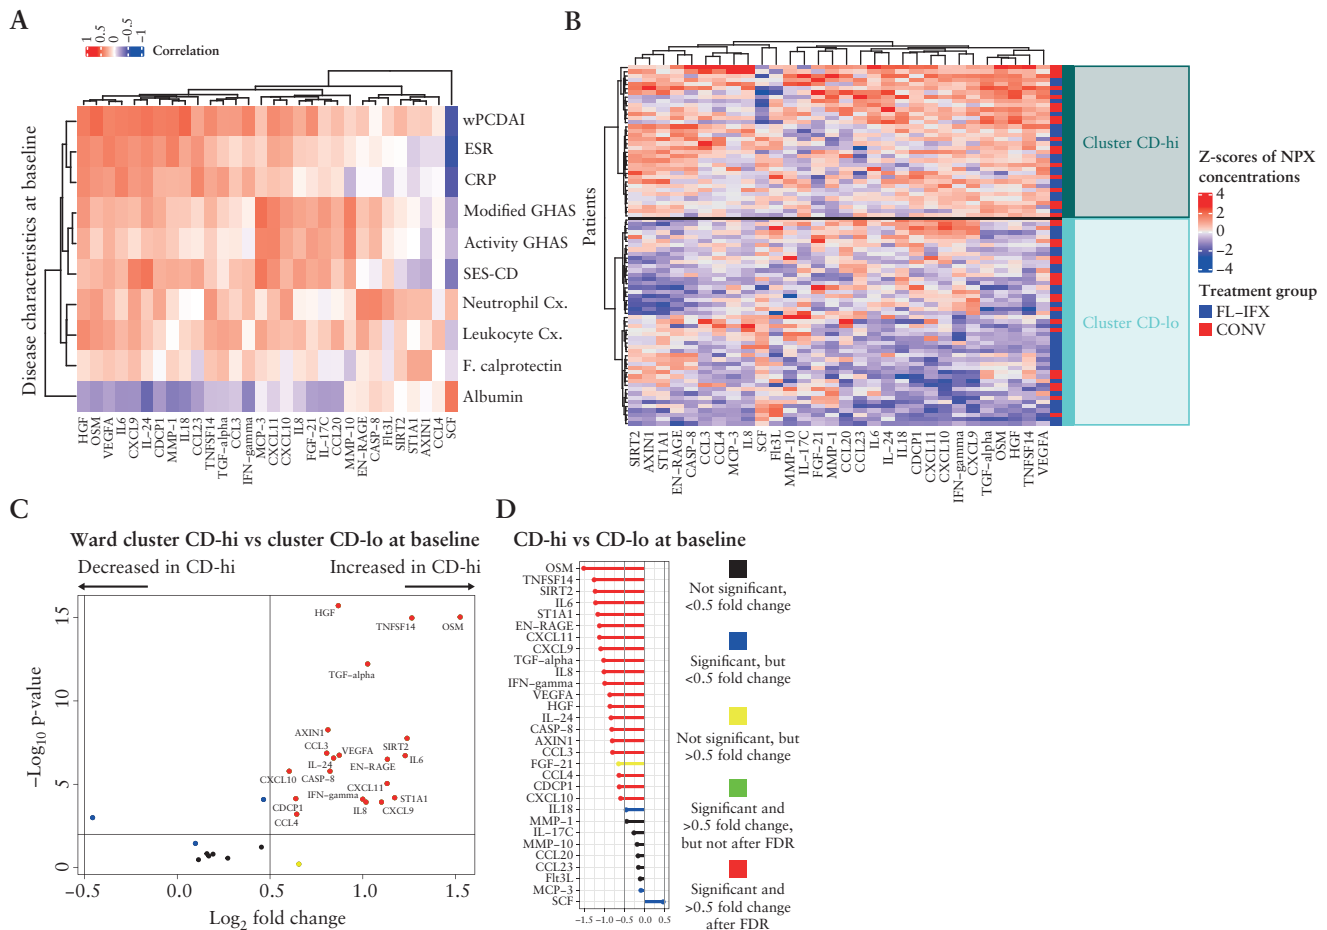 A
1
0.5
0
-0.5
-1
Correlation
Disease characteristics at baseline
wPCDAI
ESR
CRP
Modified GHAS
Activity GHAS
SES-CD
Neutrophil Cx.
Leukocyte Cx.
F. calprotectin
Albumin
HGF
OSM
VEGFA
IL6
CXCL9
IL-24
CDCP1
MMP-1
IL18
CCL23
TNFSF14
TGF-alpha
CCL3
IFN-gamma
MCP-3
CXCL11
CXCL10
IL8
FGF-21
IL-17C
CCL20
MMP-10
EN-RAGE
CASP-8
Flt3L
SIRT2
ST1A1
AXIN1
CCL4
SCF
B
Patients
Cluster CD-hi
Cluster CD-lo
SIRT2
AXIN1
ST1A1
EN-RAGE
CASP-8
CCL3
CCL4
MCP-3
IL8
SCF
Flt3L
MMP-10
IL-17C
FGF-21
MMP-1
CCL20
CCL23
IL6
IL-24
IL18
CDCP1
CXCL11
CXCL10
IFN-gamma
CXCL9
TGF-alpha
OSM
HGF
TNFSF14
VEGFA
Z-scores of NPX
concentrations
4
2
0
−2
−4
Treatment group
FL-IFX
CONV
C
Ward cluster CD-hi vs cluster CD-lo at baseline
Decreased in CD-hi
Increased in CD-hi
−Log10 p-value
15
10
5
0
HGF
TNFSF14
OSM
TGF-alpha
AXIN1
CCL3
VEGFA
SIRT2
IL-24
IL6
EN-RAGE
CXCL10
CASP-8
CXCL11
IFN-gamma
ST1A1
CDCP1
IL8
CXCL9
CCL4
−0.5
0.0
0.5
1.0
1.5
Log2 fold change
D
CD-hi vs CD-lo at baseline
OSM
TNFSF14
SIRT2
IL6
ST1A1
EN-RAGE
CXCL11
CXCL9
TGF-alpha
IL8
IFN-gamma
VEGFA
HGF
IL-24
CASP-8
AXIN1
CCL3
FGF-21
CCL4
CDCP1
CXCL10
IL18
MMP-1
IL-17C
MMP-10
CCL20
CCL23
Flt3L
MCP-3
SCF
−1.5
−1.0
−0.5
0.0
0.5
Not significant,
<0.5 fold change
Significant, but
<0.5 fold change
Not significant, but
>0.5 fold change
Significant and
>0.5 fold change,
but not after FDR
Significant and
>0.5 fold change
after FDR